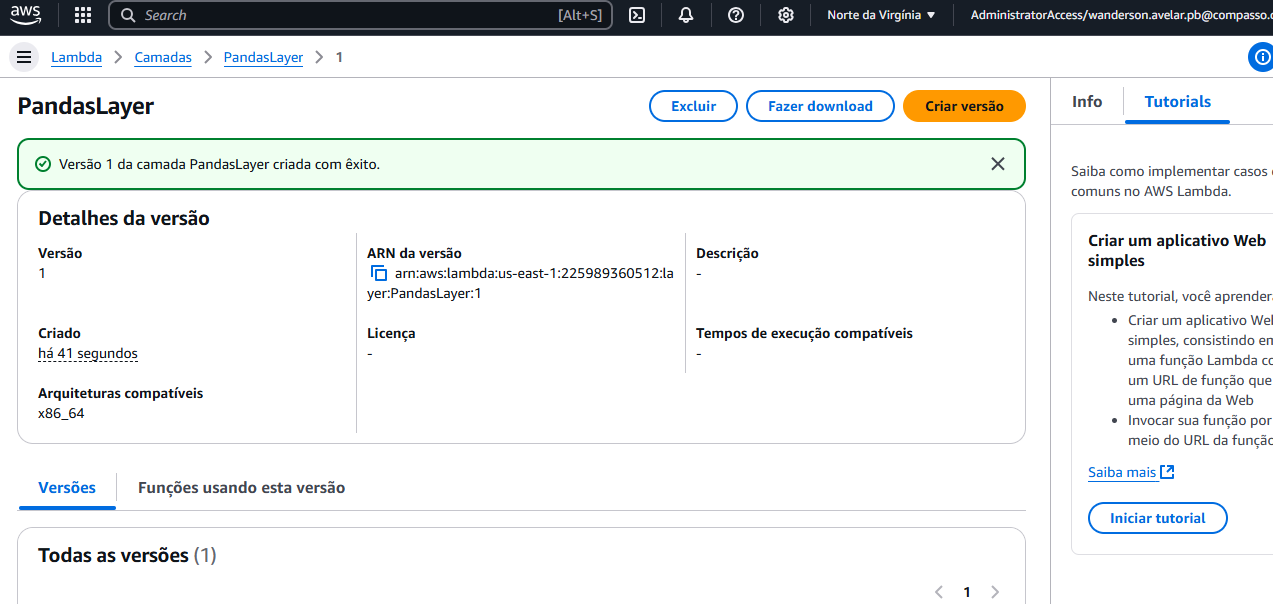 aws
Search
[Alt+S]
Norte da Virgínia
AdministratorAccess/wanderson.avelar.pb@compasso.
Lambda
Camadas
PandasLayer
1
PandasLayer
Excluir
Fazer download
Criar versão
Versão 1 da camada PandasLayer criada com êxito.
Detalhes da versão
Versão
1
ARN da versão
arn:aws:lambda:us-east-1:225989360512:la
yer:PandasLayer:1
Descrição
-
Criado
há 41 segundos
Licença
-
Tempos de execução compatíveis
-
Arquiteturas compatíveis
x86_64
Versões
Funções usando esta versão
Todas as versões (1)
1
Info
Tutorials
Saiba como implementar casos
comuns no AWS Lambda.
Criar um aplicativo Web
simples
Neste tutorial, você aprender
• Criar um aplicativo Web
simples, consistindo em
uma função Lambda co
um URL de função que
uma página da Web
• Invocar sua função por
meio do URL da função
Saiba mais
Iniciar tutorial